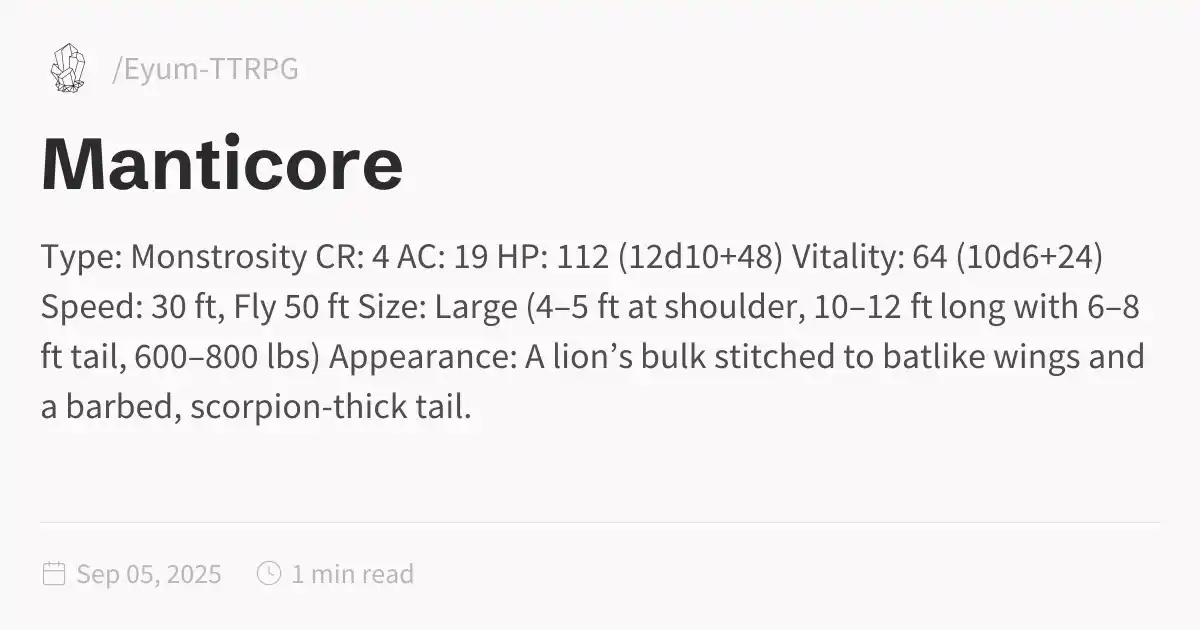 /Eyum-TTRPG
Manticore
Type: Monstrosity CR: 4 AC: 19 HP: 112 (12d10+48) Vitality: 64 (10d6+24)
Speed: 30 ft, Fly 50 ft Size: Large (4–5 ft at shoulder, 10–12 ft long with 6–8
ft tail, 600–800 lbs) Appearance: A lion’s bulk stitched to batlike wings and
a barbed, scorpion-thick tail.
Sep 05, 2025 1 min read